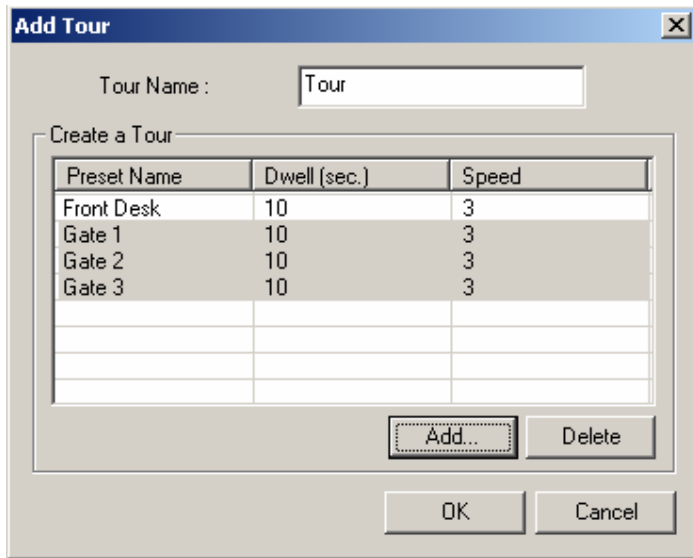 Add Tour
Tour Name : Tour
Create a Tour
Preset Name Dwell (sec.) Speed
Front Desk 10 3
Gate 1 10 3
Gate 2 10 3
Gate 3 10 3
Add... Delete
OK Cancel